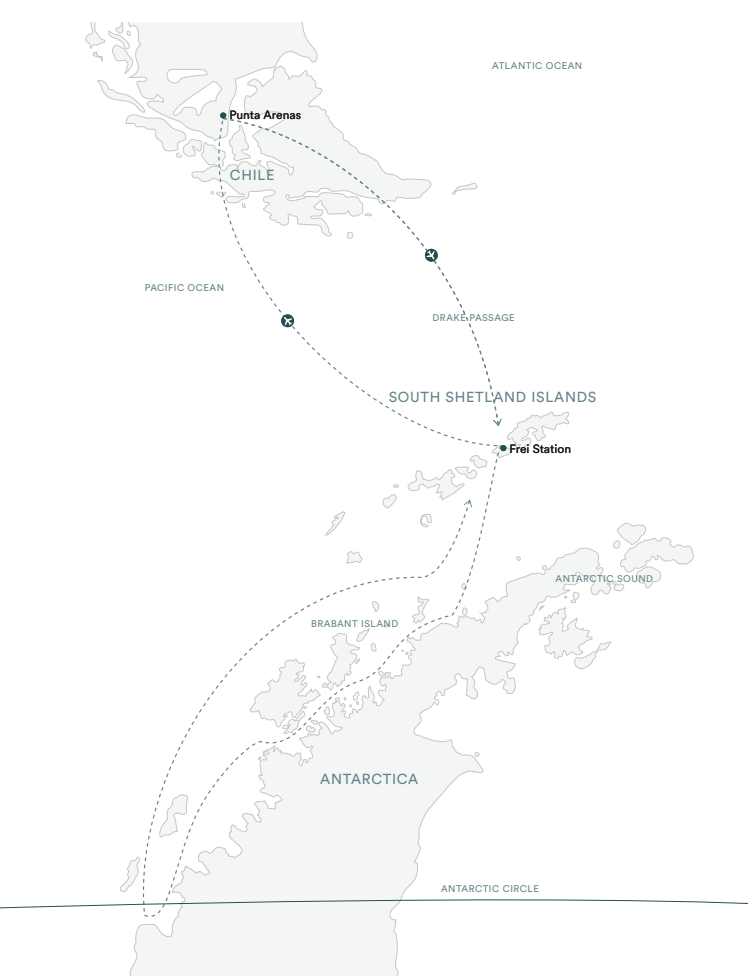 ATLANTIC OCEAN
Punta Arenas
CHILE
PACIFIC OCEAN
DRAKE PASSAGE
SOUTH SHETLAND ISLANDS
Frei Station
ANTARCTIC SOUND
BRABANT ISLAND
ANTARCTICA
ANTARCTIC CIRCLE